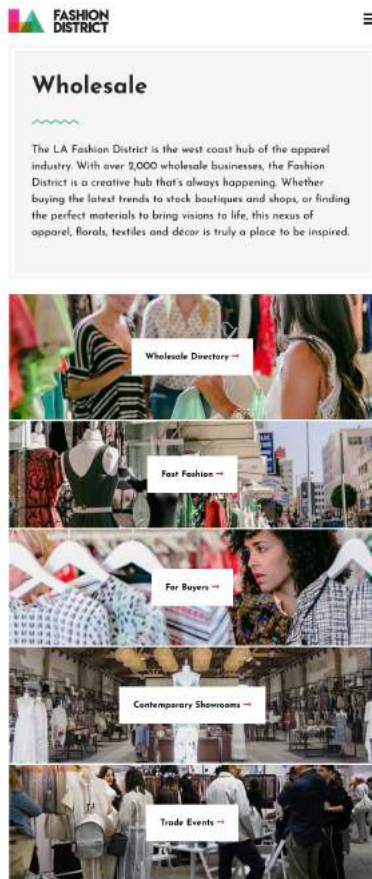 LA FASHION
DISTRICT
Wholesale
The LA Fashion District is the west coast hub of the apparel
industry. With over 2,000 wholesale businesses, the Fashion
District is a creative hub that's always happening. Whether
buying the latest trends to stock boutiques and shops, or finding
the perfect materials to bring visions to life, this nexus of
apparel, florals, textiles and décor is truly a place to be inspired.
Wholesale Directory →
Fast Fashion →
For Buyers →
Contemporary Showrooms →
Trade Events →